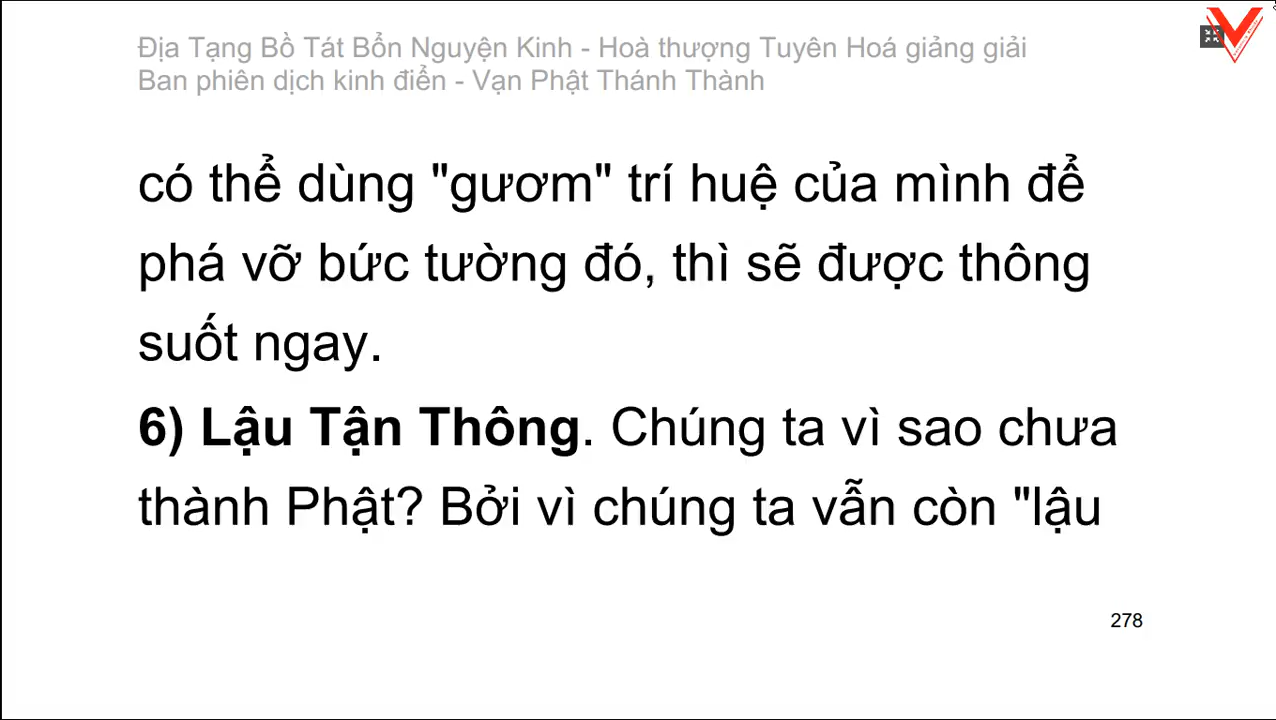 Địa Tạng Bồ Tát Bổn Nguyện Kinh - Hoà thượng Tuyên Hoá giảng giải
Ban phiên dịch kinh điển - Vạn Phật Thánh Thành
có thể dùng "gươm" trí huệ của mình để
phá vỡ bức tường đó, thì sẽ được thông
suốt ngay.
6) Lậu Tận Thông. Chúng ta vì sao chưa
thành Phật? Bởi vì chúng ta vẫn còn "lậu
278